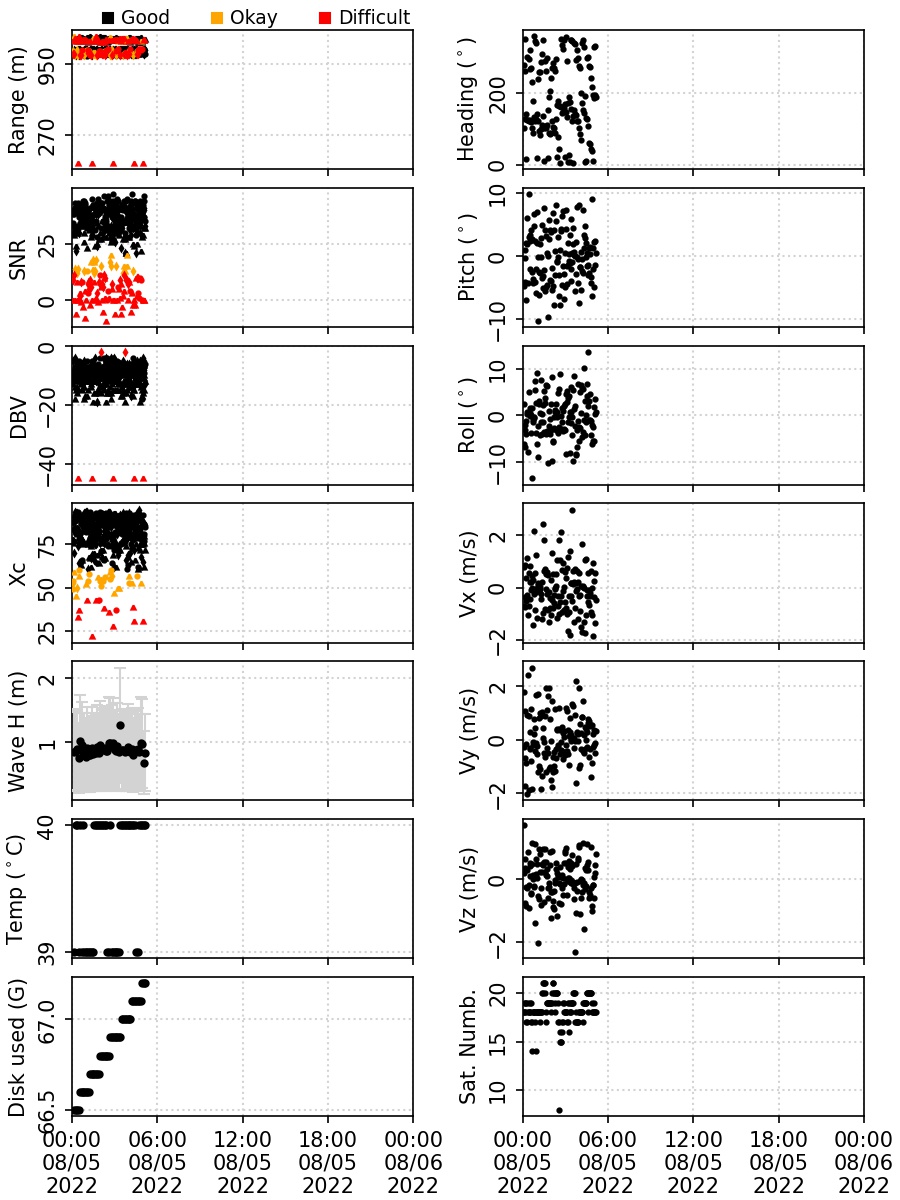 Good Okay Difficult
Range (m)
950
270
Heading (°)
200
0
SNR
25
0
Pitch (°)
10
0
−10
DBV
0
−20
−40
Roll (°)
10
0
−10
Xc
75
50
25
Vx (m/s)
2
0
−2
Wave H (m)
2
1
Vy (m/s)
2
0
−2
Temp (°C)
40
39
Vz (m/s)
0
−2
Disk used (G)
67.0
66.5
Sat. Numb.
20
15
10
00:00 06:00 12:00 18:00 00:00
08/05 08/05 08/05 08/05 08/06
2022 2022 2022 2022 2022
00:00 06:00 12:00 18:00 00:00
08/05 08/05 08/05 08/05 08/06
2022 2022 2022 2022 2022